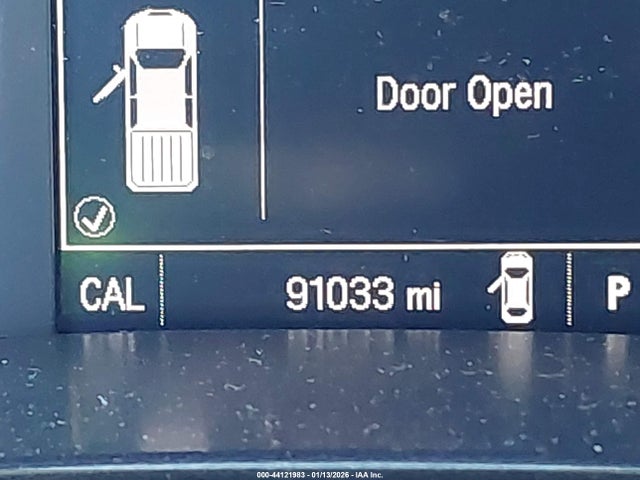 Door Open
CAL 91033 mi P
000-44121983 - 01/13/2026 - IAA Inc.